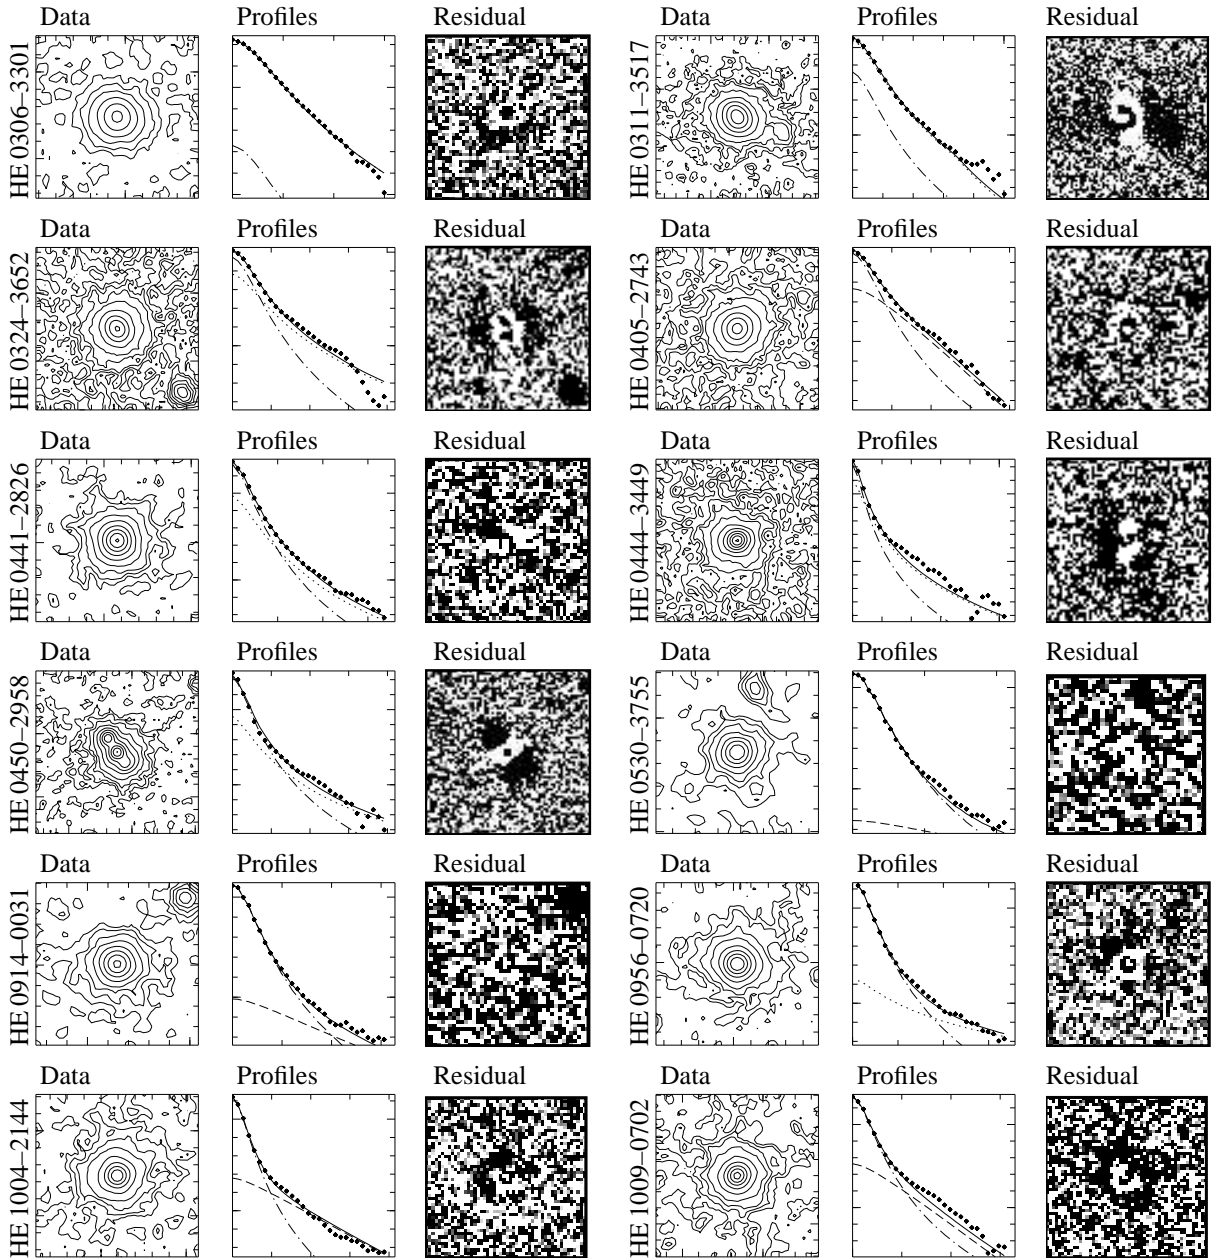 Data Profiles Residual Data Profiles Residual
HE 0306–3301 HE 0311–3517
Data Profiles Residual Data Profiles Residual
HE 0324–3652 HE 0405–2743
Data Profiles Residual Data Profiles Residual
HE 0441–2826 HE 0444–3449
Data Profiles Residual Data Profiles Residual
HE 0450–2958 HE 0530–3755
Data Profiles Residual Data Profiles Residual
HE 0914–0031 HE 0956–0720
Data Profiles Residual Data Profiles Residual
HE 1004–2144 HE 1009–0702